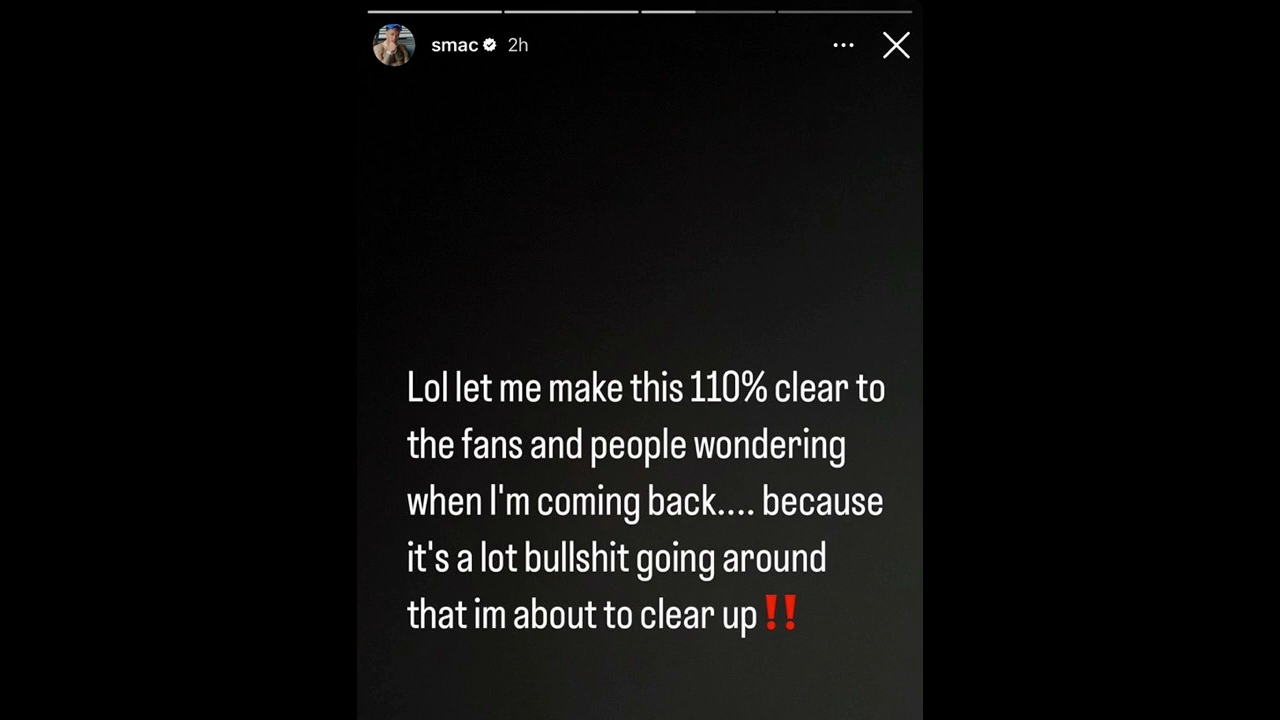 smac 2h
Lol let me make this 110% clear to
the fans and people wondering
when I'm coming back.... because
it's a lot bullshit going around
that im about to clear up‼️